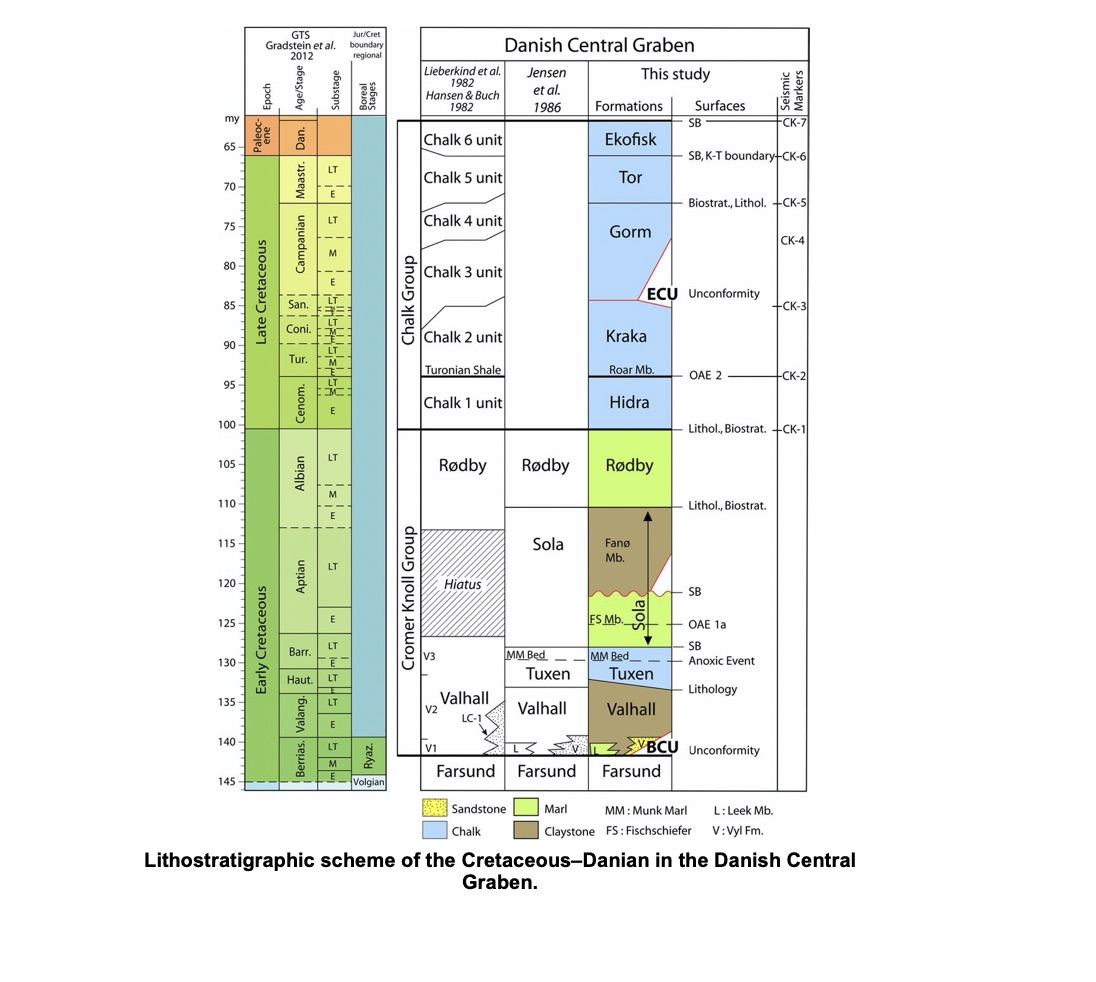 GTS
Gradstein et al.
2012
Jur/Cret
boundary
regional
Epoch
Age/Stage
Substage
Boreal
Stages
Danish Central Graben
Lieberkind et al.
1982
Hansen & Buch
1982
Jensen
et al.
1986
This study
Formations
Surfaces
Seismic
Markers
my
65
70
75
80
85
90
95
100
105
110
115
120
125
130
135
140
145
Paleoc-
ene
Late Cretaceous
Early Cretaceous
Dan.
Maastr.
Campanian
San.
Coni.
Tur.
Cenom.
Albian
Aptian
Barr.
Haut.
Valang.
Berrias.
LT
E
LT
M
E
LT
M
E
LT
M
E
LT
M
E
LT
M
E
LT
M
E
LT
E
LT
E
LT
E
LT
E
LT
M
E
Ryaz.
Volgian
Chalk Group
Cromer Knoll Group
Chalk 6 unit
Chalk 5 unit
Chalk 4 unit
Chalk 3 unit
Chalk 2 unit
Turonian Shale
Chalk 1 unit
Rødby
Hiatus
V3
Valhall
V2
LC-1
V1
Farsund
Rødby
Sola
MM Bed
Tuxen
Valhall
L
V
Farsund
Ekofisk
Tor
Gorm
ECU
Kraka
Roar Mb.
Hidra
Rødby
Fanø
Mb.
FS Mb.
Sola
MM Bed
Tuxen
Valhall
L
V
BCU
Farsund
SB
SB, K-T boundary
Biostrat., Lithol.
Unconformity
OAE 2
Lithol., Biostrat.
Lithol., Biostrat.
SB
OAE 1a
SB
Anoxic Event
Lithology
Unconformity
CK-7
CK-6
CK-5
CK-4
CK-3
CK-2
CK-1
Sandstone
Marl
MM : Munk Marl
L : Leek Mb.
Chalk
Claystone
FS : Fischschiefer
V : Vyl Fm.
Lithostratigraphic scheme of the Cretaceous–Danian in the Danish Central
Graben.